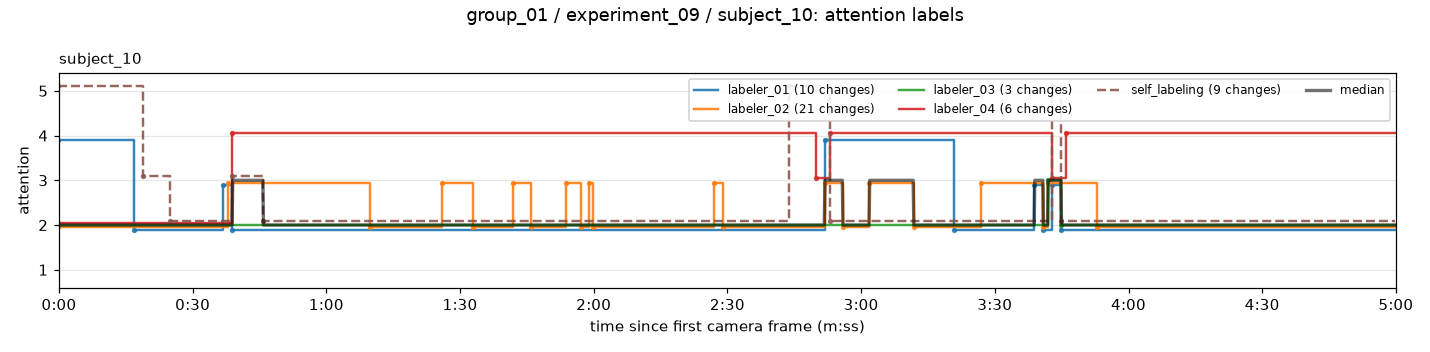 group_01 / experiment_09 / subject_10: attention labels
subject_10
labeler_01 (10 changes)
labeler_02 (21 changes)
labeler_03 (3 changes)
labeler_04 (6 changes)
self_labeling (9 changes)
median
attention
5
4
3
2
1
0:00 0:30 1:00 1:30 2:00 2:30 3:00 3:30 4:00 4:30 5:00
time since first camera frame (m:ss)